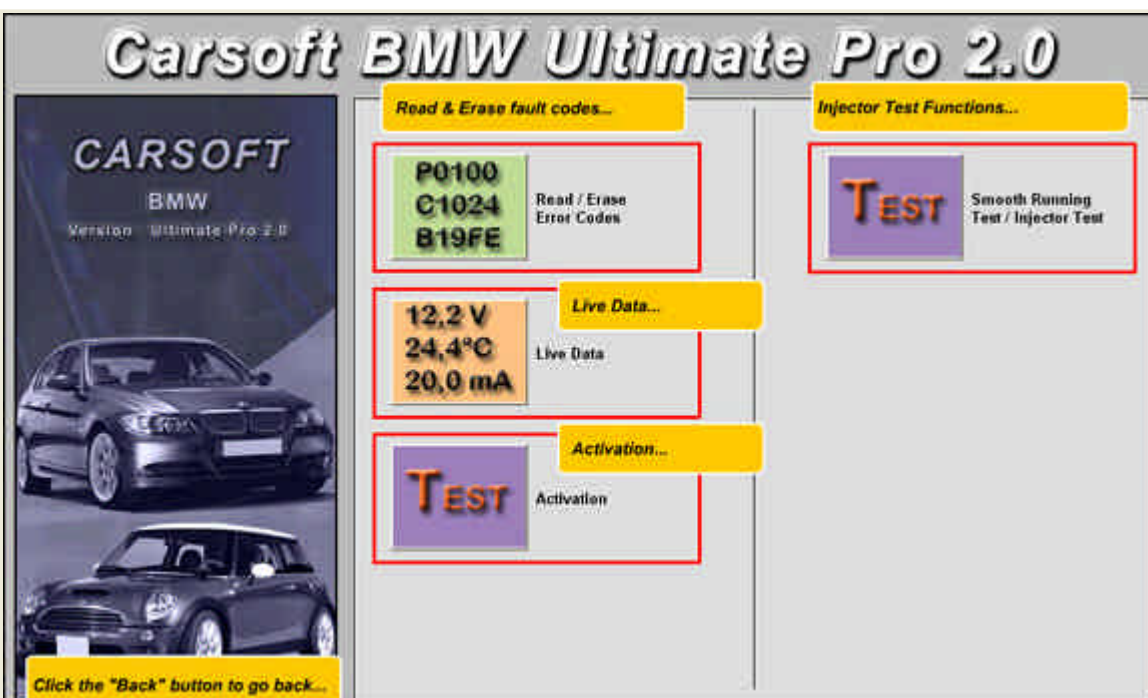 Carsoft BMW Ultimate Pro 2.0
CARSOFT
BMW
Version Ultimate Pro 2.0
Click the "Back" button to go back...
Read & Erase fault codes...
P0100
C1024
B19FE
Read / Erase
Error Codes
Live Data...
12,2 V
24,4°C
20,0 mA
Live Data
Activation...
TEST
Activation
Injector Test Functions...
TEST
Smooth Running
Test / Injector Test